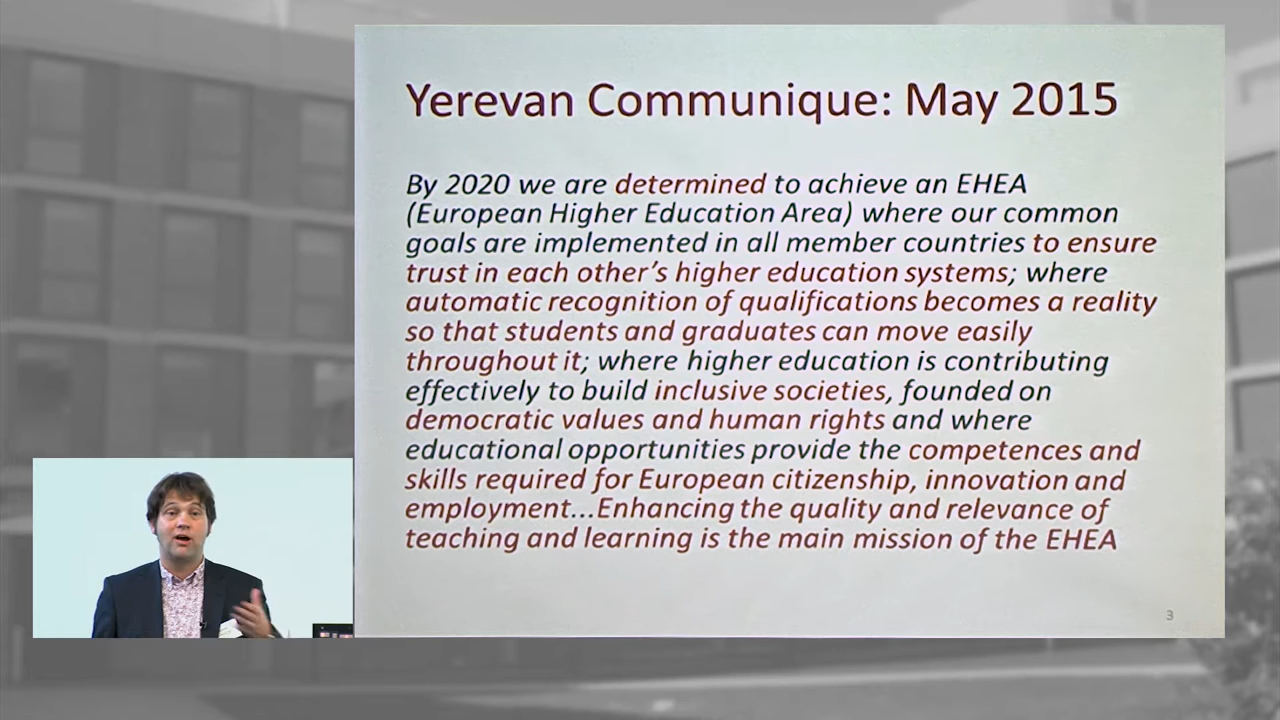 Yerevan Communique: May 2015
By 2020 we are determined to achieve an EHEA
(European Higher Education Area) where our common
goals are implemented in all member countries to ensure
trust in each other's higher education systems; where
automatic recognition of qualifications becomes a reality
so that students and graduates can move easily
throughout it; where higher education is contributing
effectively to build inclusive societies, founded on
democratic values and human rights and where
educational opportunities provide the competences and
skills required for European citizenship, innovation and
employment...Enhancing the quality and relevance of
teaching and learning is the main mission of the EHEA
3